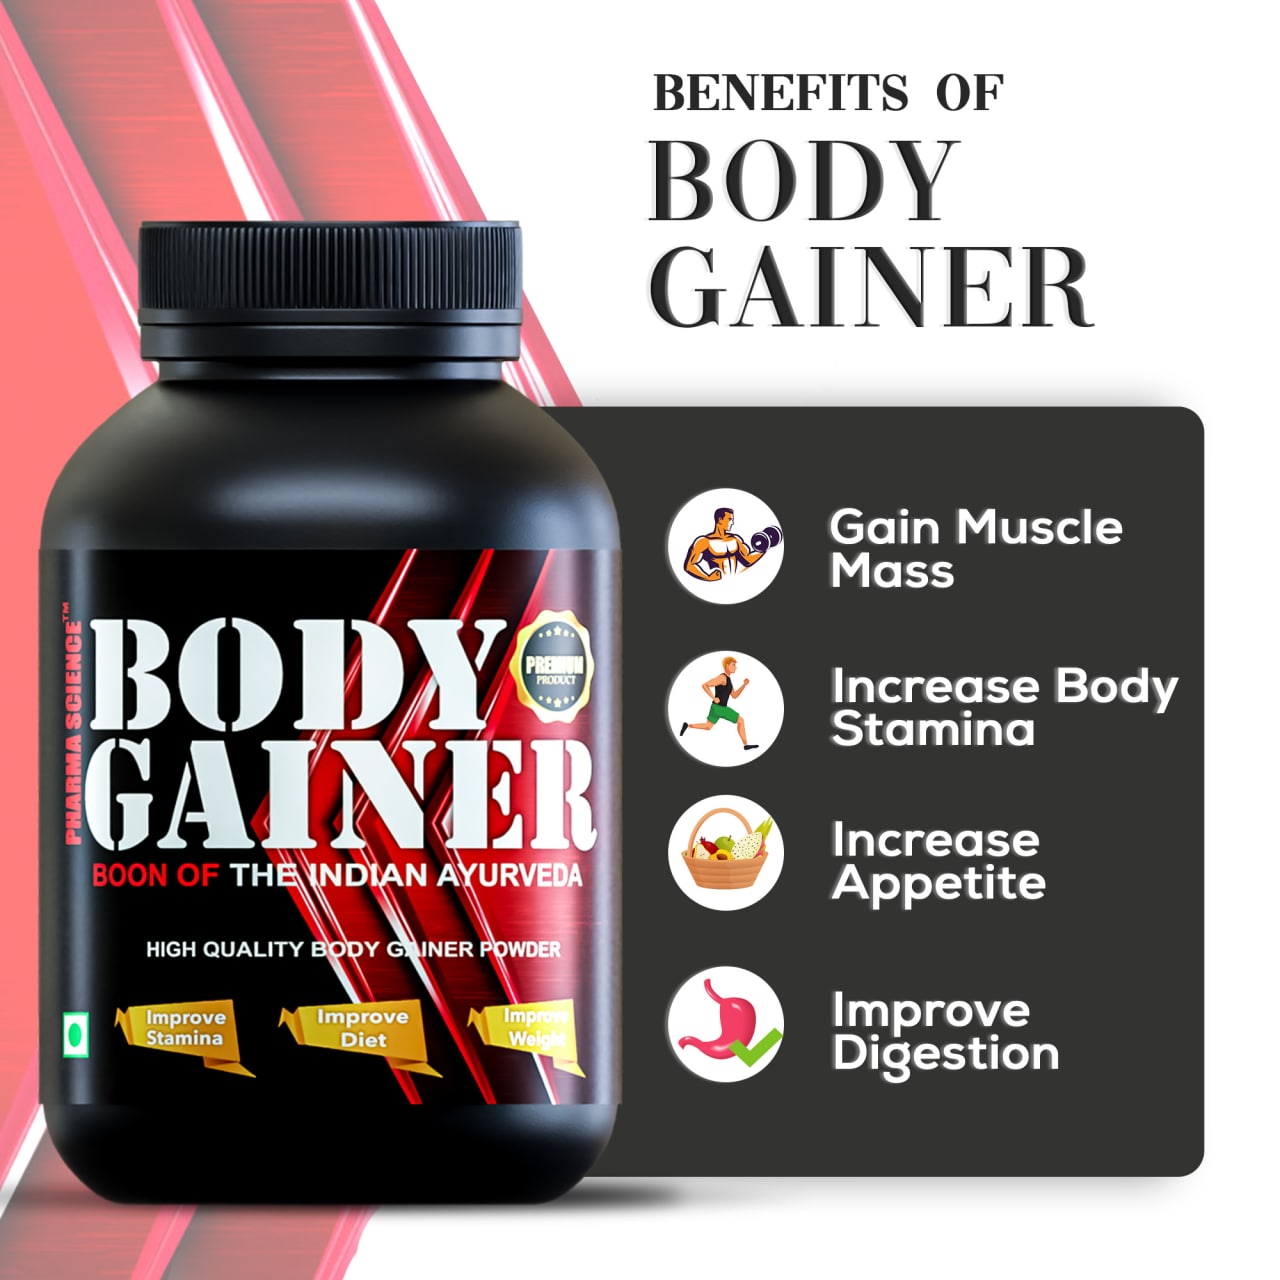 BENEFITS OF
BODY
GAINER
Gain Muscle
Mass
Increase Body
Stamina
Increase
Appetite
Improve
Digestion
PHARMA SCIENCE™
BODY
GAINER
PREMIUM
PRODUCT
BOON OF THE INDIAN AYURVEDA
HIGH QUALITY BODY GAINER POWDER
Improve
Stamina
Improve
Diet
Improve
Weight